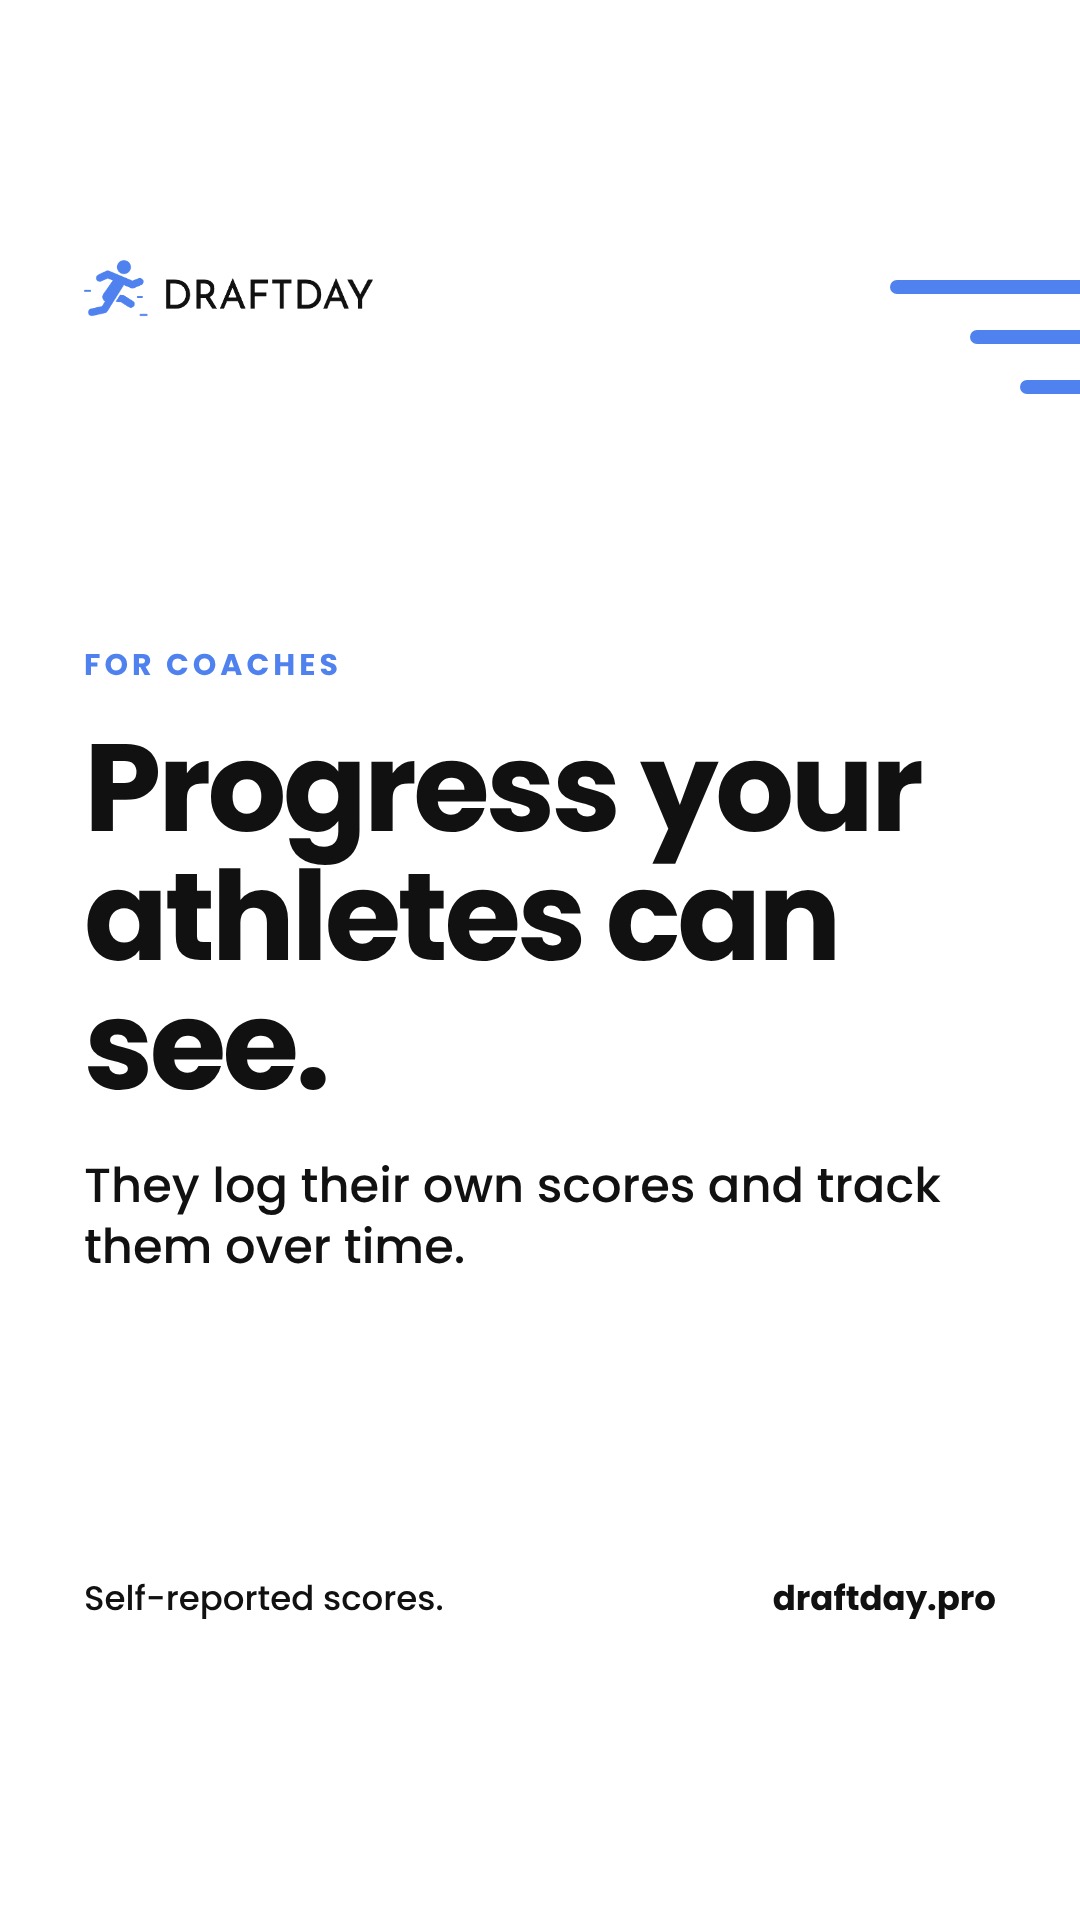 DRAFTDAY
FOR COACHES
Progress your
athletes can
see.
They log their own scores and track
them over time.
Self-reported scores.
draftday.pro